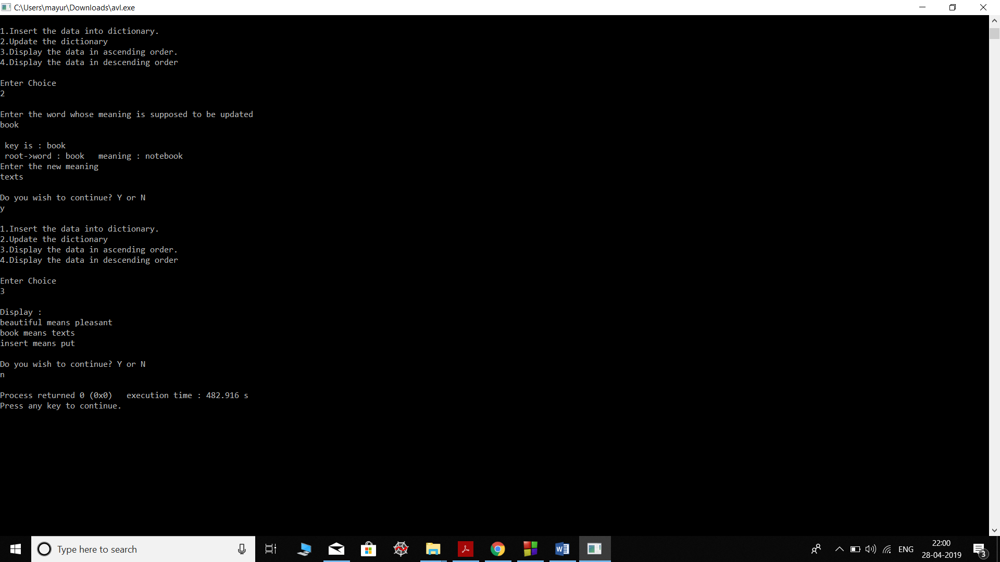 C:\Users\mayur\Downloads\avl.exe
1.Insert the data into dictionary.
2.Update the dictionary
3.Display the data in ascending order.
4.Display the data in descending order
Enter Choice
2
Enter the word whose meaning is supposed to be updated
book
key is : book
root->word : book   meaning : notebook
Enter the new meaning
texts
Do you wish to continue? Y or N
y
1.Insert the data into dictionary.
2.Update the dictionary
3.Display the data in ascending order.
4.Display the data in descending order
Enter Choice
3
Display :
beautiful means pleasant
book means texts
insert means put
Do you wish to continue? Y or N
n
Process returned 0 (0x0)   execution time : 482.916 s
Press any key to continue.
Type here to search
ENG
22:00
28-04-2019
3